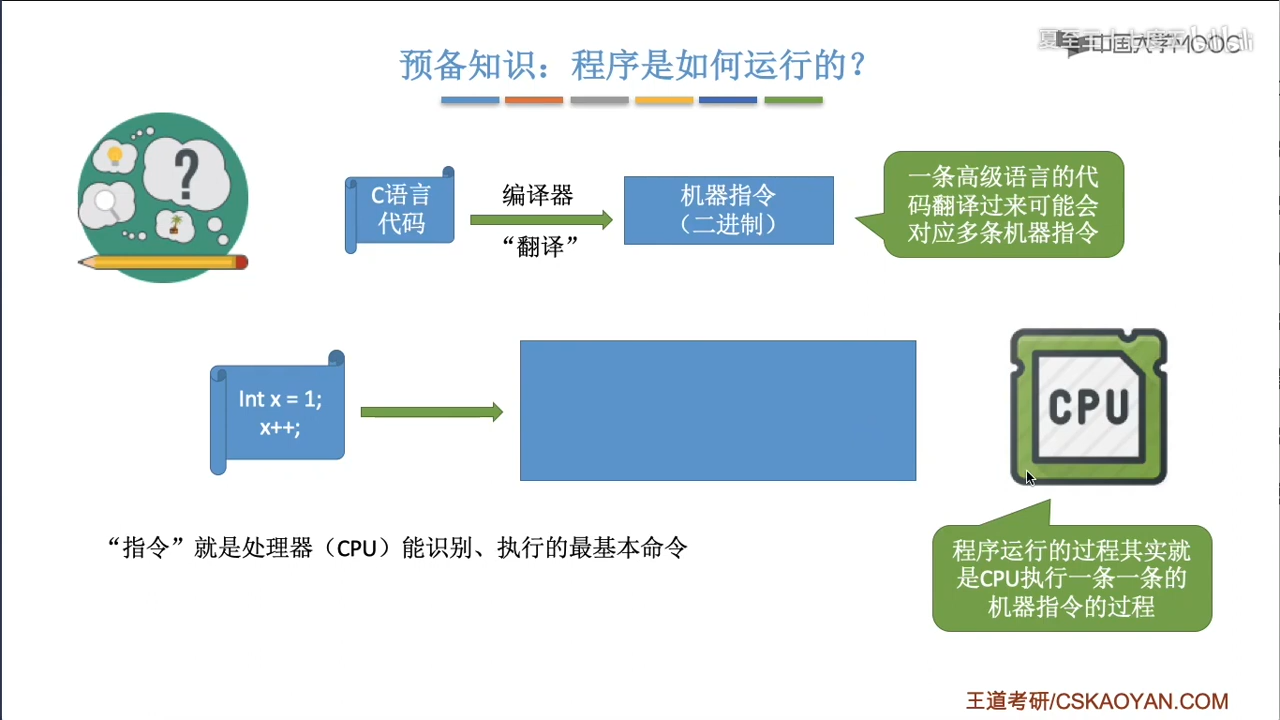 中国大学MOOC
预备知识：程序是如何运行的？
C语言
代码
编译器
“翻译”
机器指令
（二进制）
一条高级语言的代
码翻译过来可能会
对应多条机器指令
Int x = 1;
x++;
CPU
“指令”就是处理器（CPU）能识别、执行的最基本命令
程序运行的过程其实就
是CPU执行一条一条的
机器指令的过程
王道考研/CSKAOYAN.COM